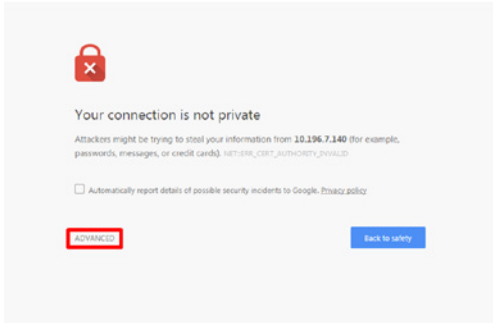 Your connection is not private
Attackers might be trying to steal your information from 10.196.7.140 (for example,
passwords, messages, or credit cards). NET::ERR_CERT_AUTHORITY_INVALID
Automatically report details of possible security incidents to Google. Privacy policy
ADVANCED
Back to safety